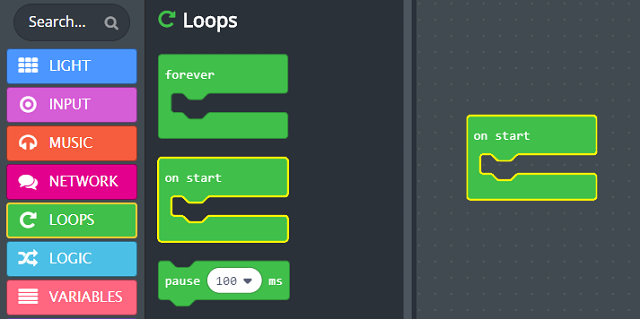 Search...
LIGHT
INPUT
MUSIC
NETWORK
LOOPS
LOGIC
VARIABLES
Loops
forever
on start
pause 100 ms
on start